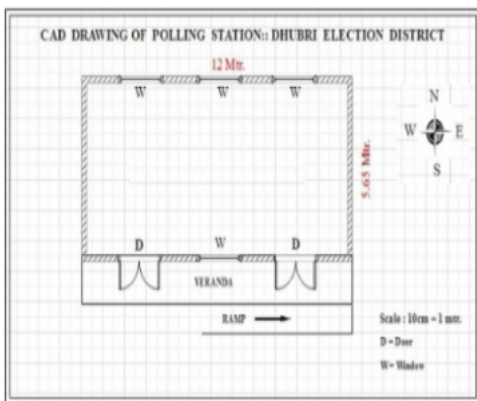 CAD DRAWING OF POLLING STATION:: DHUBRI ELECTION DISTRICT
12 Mtr.
W W W
N
W E
S
5.65 Mtr.
D W D
VERANDA
RAMP
Scale : 10cm = 1 mtr.
D = Door
W= Window